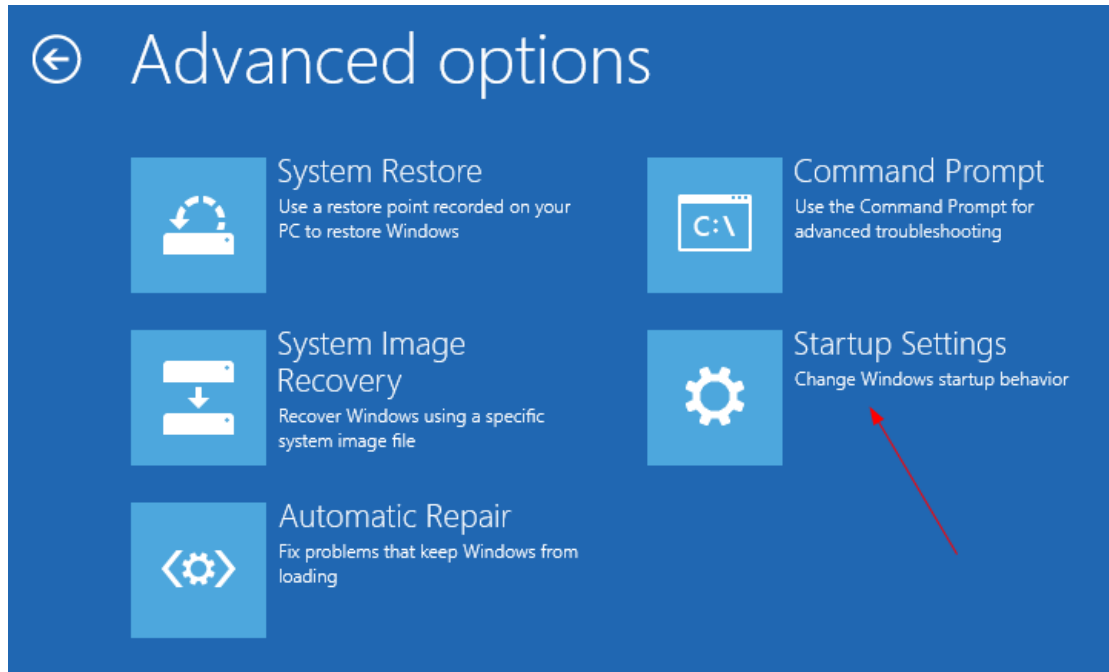 Advanced options
System Restore
Use a restore point recorded on your
PC to restore Windows
System Image
Recovery
Recover Windows using a specific
system image file
Automatic Repair
Fix problems that keep Windows from
loading
Command Prompt
Use the Command Prompt for
advanced troubleshooting
C:\
Startup Settings
Change Windows startup behavior